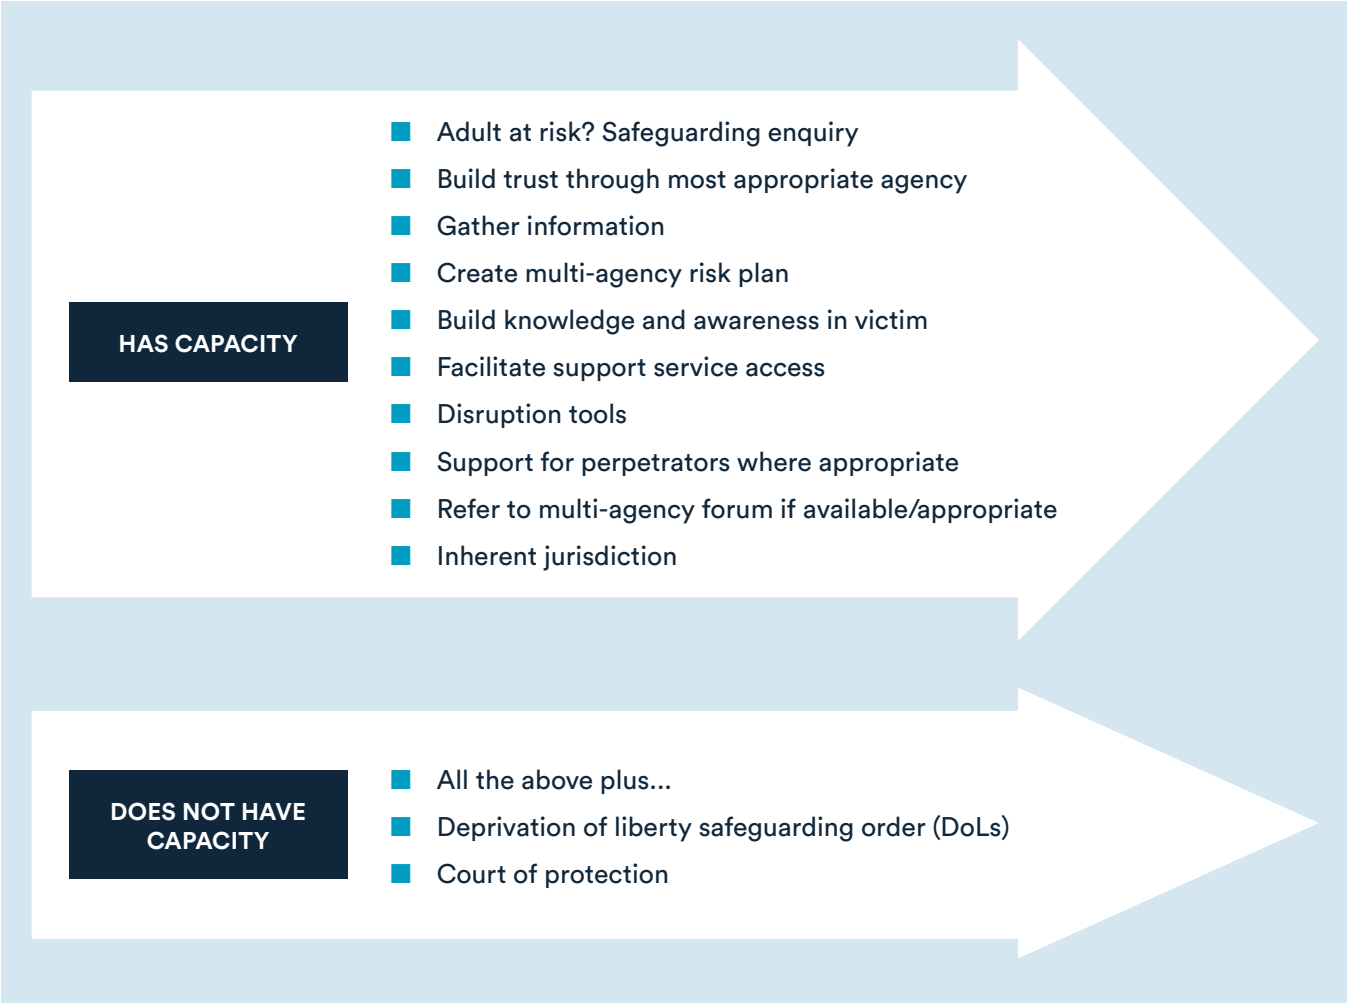 HAS CAPACITY
Adult at risk? Safeguarding enquiry
Build trust through most appropriate agency
Gather information
Create multi-agency risk plan
Build knowledge and awareness in victim
Facilitate support service access
Disruption tools
Support for perpetrators where appropriate
Refer to multi-agency forum if available/appropriate
Inherent jurisdiction
DOES NOT HAVE
CAPACITY
All the above plus...
Deprivation of liberty safeguarding order (DoLs)
Court of protection